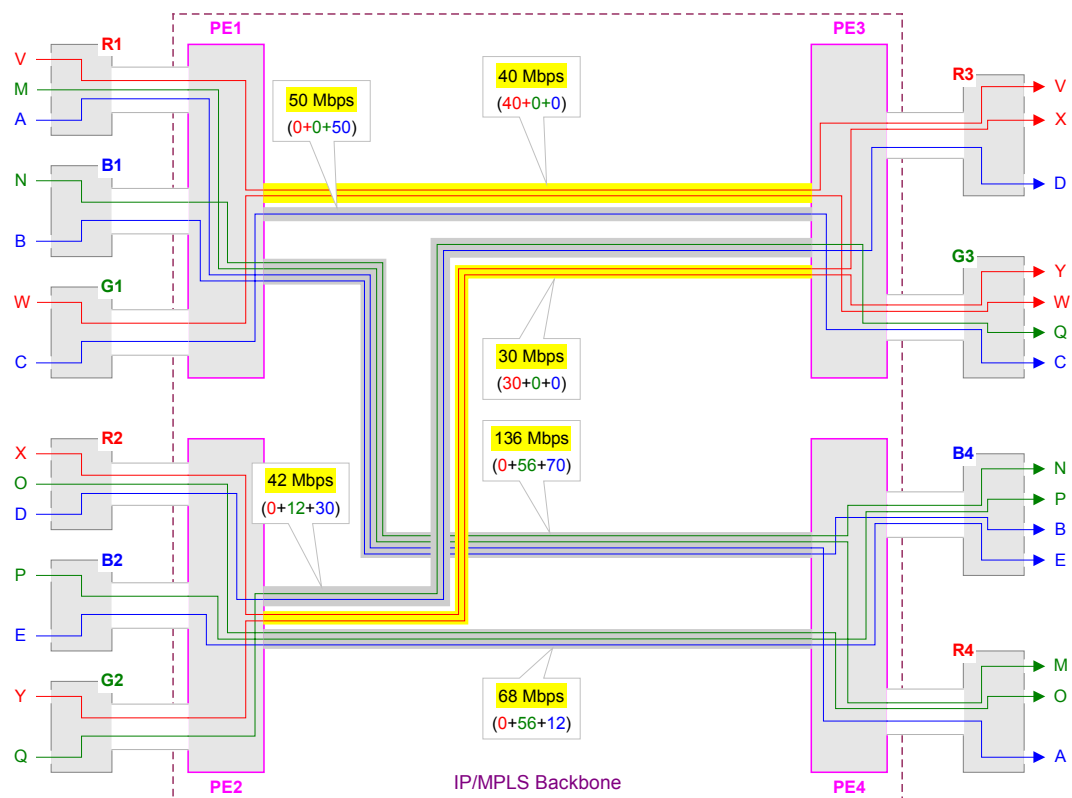 PE1
PE3
R1
V
M
A
50 Mbps
(0+0+50)
40 Mbps
(40+0+0)
R3
V
X
D
B1
N
B
G1
W
C
G3
Y
W
Q
C
30 Mbps
(30+0+0)
R2
X
O
D
42 Mbps
(0+12+30)
136 Mbps
(0+56+70)
B4
N
P
B
E
B2
P
E
G2
Y
Q
68 Mbps
(0+56+12)
R4
M
O
A
PE2
IP/MPLS Backbone
PE4